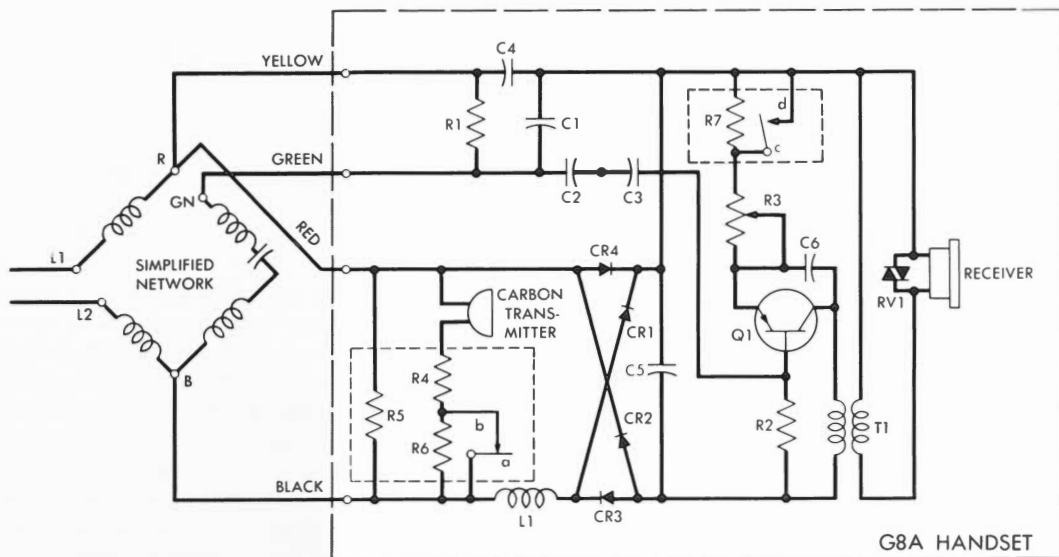 C4
YELLOW
d
R7
R1
C1
c
R
GREEN
C2
C3
GN
R3
RED
C6
L1
SIMPLIFIED
NETWORK
CR4
RECEIVER
RV1
L2
CARBON
TRANS-
MITTER
CR1
Q1
C5
R4
B
R5
b
CR2
R2
T1
R6
a
BLACK
L1
CR3
G8A HANDSET